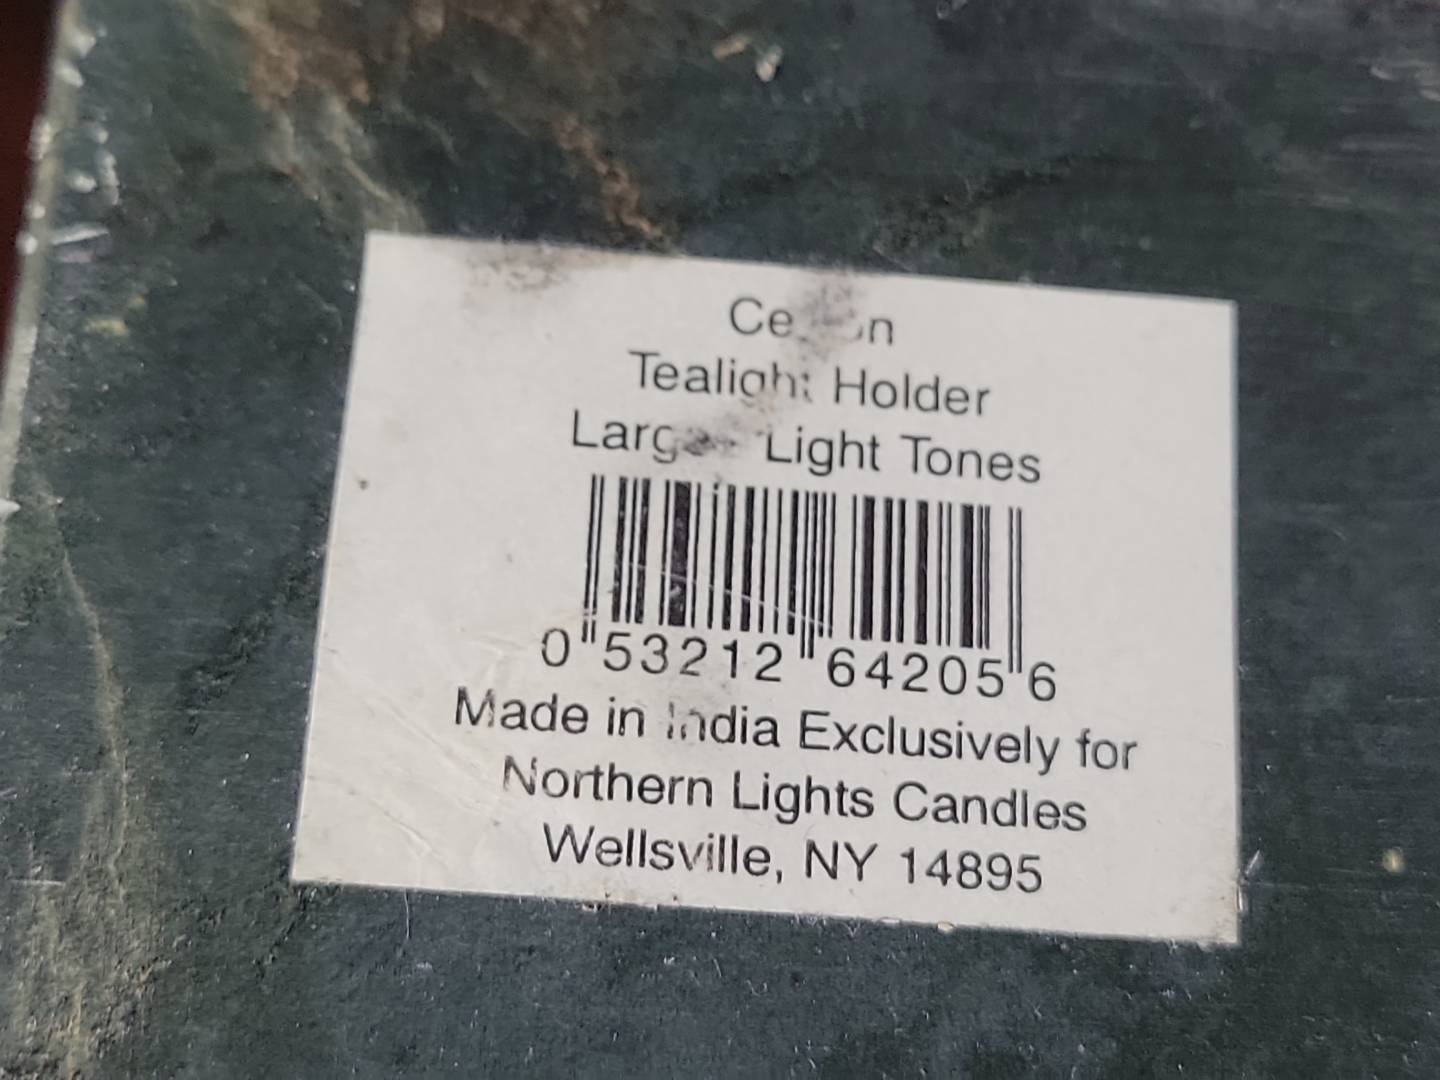 Tealight Holder
Large Light Tones
0 53212 64205 6
Made in India Exclusively for
Northern Lights Candles
Wellsville, NY 14895